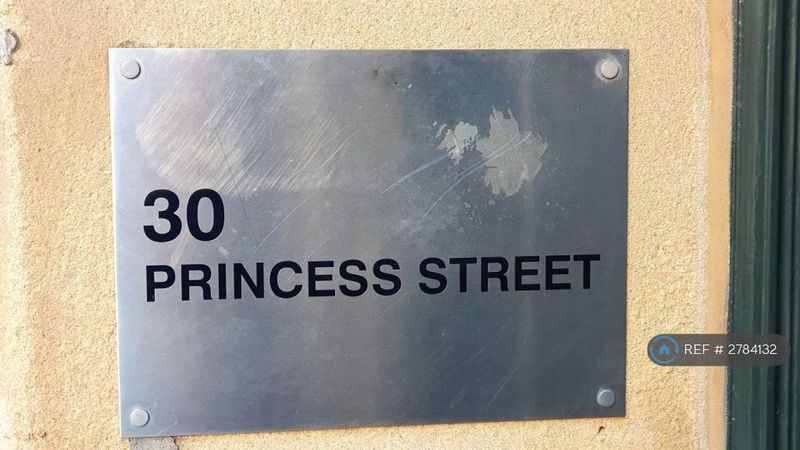 30
PRINCESS STREET
REF # 2784132